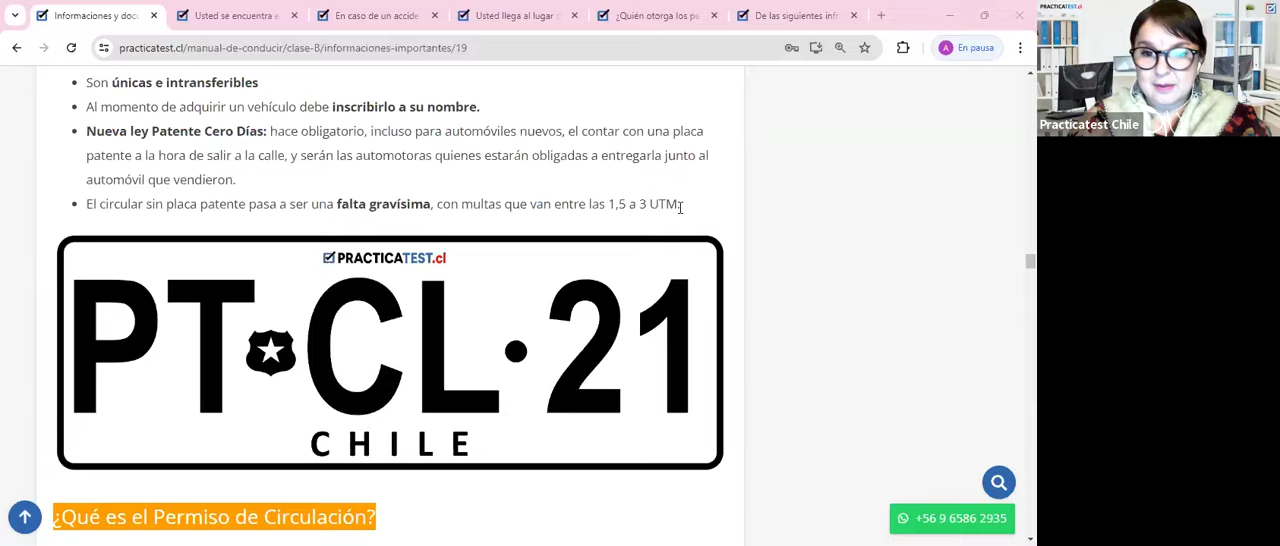 Informaciones y docu
Usted se encuentra e
En caso de un accide
Usted llega al lugar d
¿Quién otorga los pe
De las siguientes infr
practicatest.cl/manual-de-conducir/clase-B/informaciones-importantes/19
A
En pausa
Son únicas e intransferibles
Al momento de adquirir un vehículo debe inscribirlo a su nombre.
Nueva ley Patente Cero Días: hace obligatorio, incluso para automóviles nuevos, el contar con una placa
patente a la hora de salir a la calle, y serán las automotoras quienes estarán obligadas a entregarla junto al
automóvil que vendieron.
El circular sin placa patente pasa a ser una falta gravísima, con multas que van entre las 1,5 a 3 UTM.
PRACTICATEST.cl
PT CL·21
CHILE
¿Qué es el Permiso de Circulación?
+56 9 6586 2935
PRACTICATEST.cl
Practicatest Chile